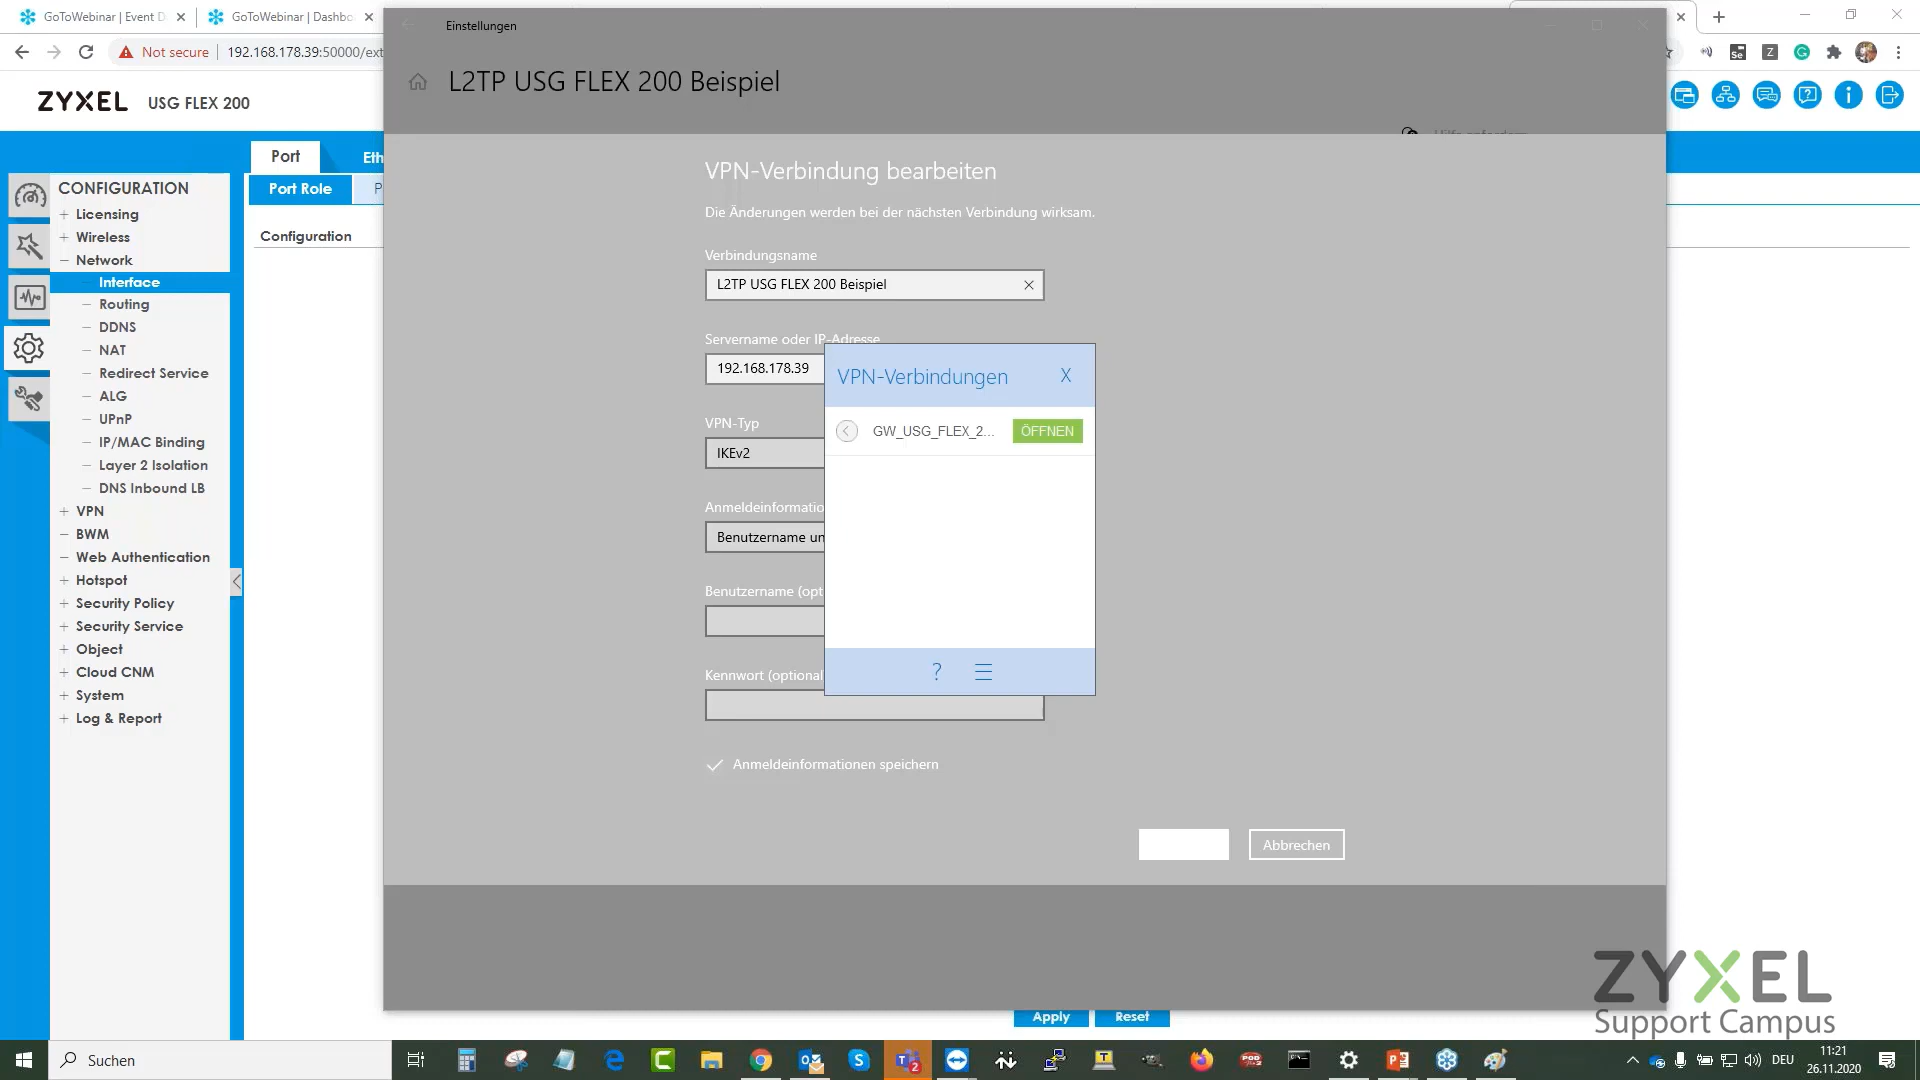 GoToWebinar | Event D
GoToWebinar | Dashbo
Not secure
192.168.178.39:50000/ext
Einstellungen
L2TP USG FLEX 200 Beispiel
ZYXEL USG FLEX 200
Port
Eth
Port Role
P
Configuration
CONFIGURATION
Licensing
Wireless
Network
Interface
Routing
DDNS
NAT
Redirect Service
ALG
UPnP
IP/MAC Binding
Layer 2 Isolation
DNS Inbound LB
VPN
BWM
Web Authentication
Hotspot
Security Policy
Security Service
Object
Cloud CNM
System
Log & Report
VPN-Verbindung bearbeiten
Die Änderungen werden bei der nächsten Verbindung wirksam.
Verbindungsname
L2TP USG FLEX 200 Beispiel
Servername oder IP-Adresse
192.168.178.39
VPN-Typ
IKEv2
Anmeldeinformatio
Benutzername un
Benutzername (opt
Kennwort (optional
Anmeldeinformationen speichern
Abbrechen
VPN-Verbindungen X
GW_USG_FLEX_2... ÖFFNEN
?
Apply
Reset
ZYXEL
Support Campus
Suchen
DEU
11:21
26.11.2020